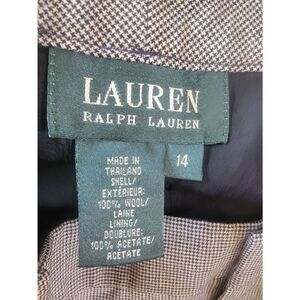 LAUREN
RALPH LAUREN
14
MADE IN
THAILAND
SHELL/
EXTÉRIEUR:
100% WOOL/
LAINE
LINING/
DOUBLURE:
100% ACETATE/
ACÉTATE